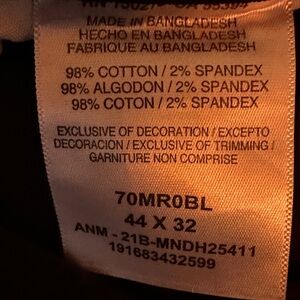 MADE IN BANGLADESH
HECHO EN BANGLADESH
FABRIQUE AU BANGLADESH
98% COTTON / 2% SPANDEX
98% ALGODON / 2% SPANDEX
98% COTON / 2% SPANDEX
EXCLUSIVE OF DECORATION / EXCEPTO
DECORACION / EXCLUSIVE OF TRIMMING /
GARNITURE NON COMPRISE
70MR0BL
44 X 32
ANM - 21B-MNDH25411
191683432599